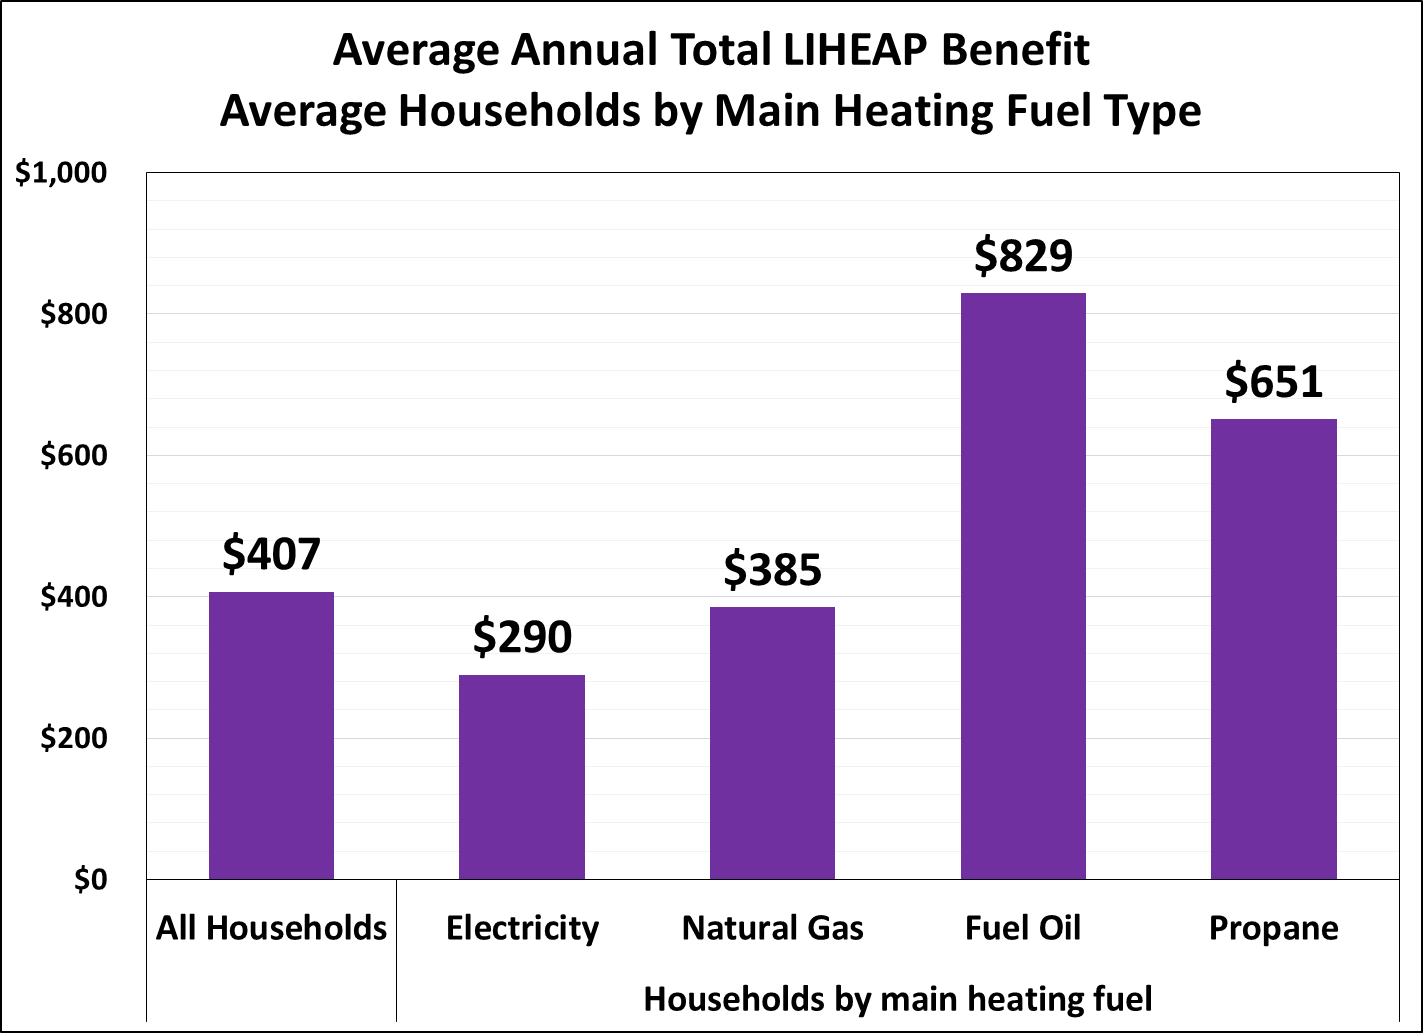 Average Annual Total LIHEAP Benefit
Average Households by Main Heating Fuel Type
$1,000
$800
$600
$400
$200
$0
$407
$290
$385
$829
$651
All Households
Electricity
Natural Gas
Fuel Oil
Propane
Households by main heating fuel